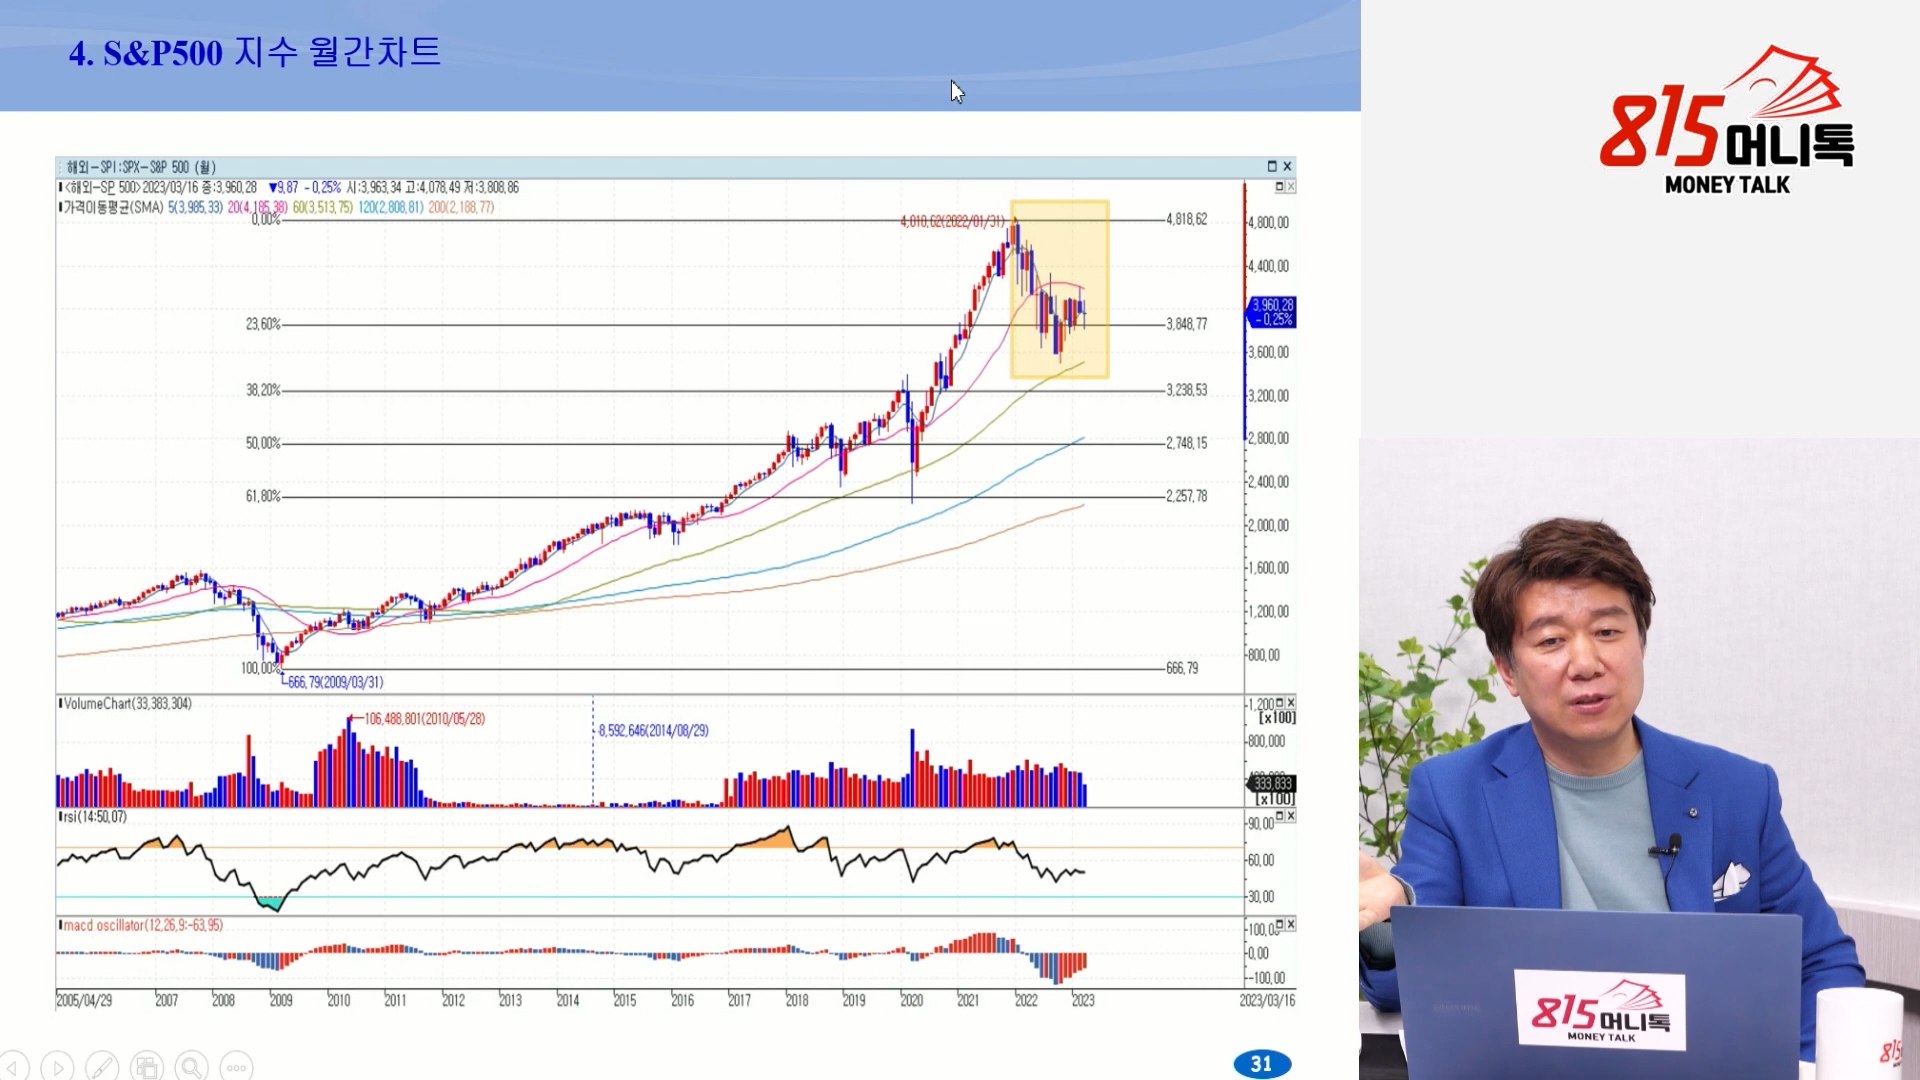 4. S&P500 지수 월간차트
815머니톡
MONEY TALK
해외-SPI:SPX-S&P 500 (월)
<해외-SP 500>2023/03/16 종:3,960,28 ▼9,87 -0,25% 시:3,963,34 고:4,078,49 저:3,808,86
가격이동평균(SMA) 5(3,985,33) 20(4,185,38) 60(3,513,75) 120(2,808,81) 200(2,188,77)
0,00%
4,818,62
4,800,00
4,400,00
3,960,28
-0,25%
23,60%
3,848,77
3,600,00
38,20%
3,238,53
3,200,00
50,00%
2,748,15
2,800,00
2,400,00
61,80%
2,257,78
2,000,00
1,600,00
1,200,00
800,00
100,00%
666,79
666,79(2009/03/31)
VolumeChart(33,383,304)
1,200
[x100]
106,488,801(2010/05/28)
8,592,646(2014/08/29)
800,000
333,833
[x100]
rsi(14:50,07)
90,00
60,00
30,00
macd oscillator(12,26,9:-63,95)
100,00
0,00
-100,00
2005/04/29 2007 2008 2009 2010 2011 2012 2013 2014 2015 2016 2017 2018 2019 2020 2021 2022 2023 2023/03/16
31
815머니톡
MONEY TALK
815